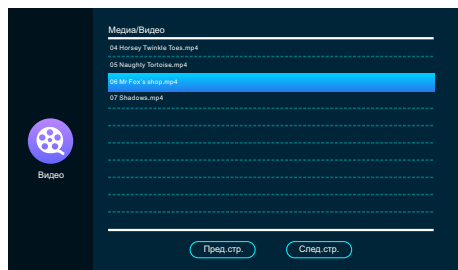 Медиа/Видео
04 Horsey Twinkle Toes.mp4
05 Naughty Tortoise.mp4
06 Mr Fox`s shop.mp4
07 Shadows.mp4
Видео
Пред.стр.
След.стр.